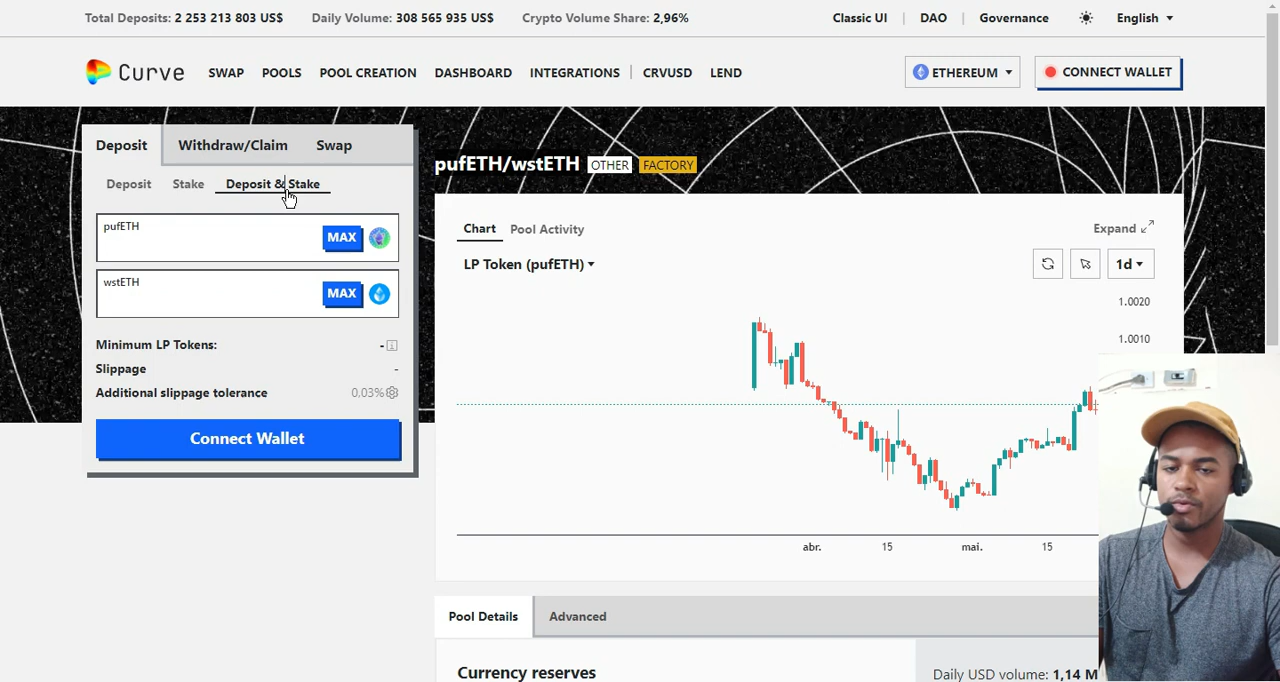 Total Deposits: 2 253 213 803 US$ Daily Volume: 308 565 935 US$ Crypto Volume Share: 2,96% Classic UI DAO Governance English
Curve SWAP POOLS POOL CREATION DASHBOARD INTEGRATIONS CRVUSD LEND ETHEREUM CONNECT WALLET
Deposit Withdraw/Claim Swap
Deposit Stake Deposit & Stake
pufETH
MAX
wstETH
MAX
Minimum LP Tokens: -
Slippage -
Additional slippage tolerance 0.03%
Connect Wallet
pufETH/wstETH OTHER FACTORY
Chart Pool Activity Expand
LP Token (pufETH) 1d
1.0020
1.0010
abr. 15 mai. 15
Pool Details Advanced
Currency reserves
Daily USD volume: 1,14 M